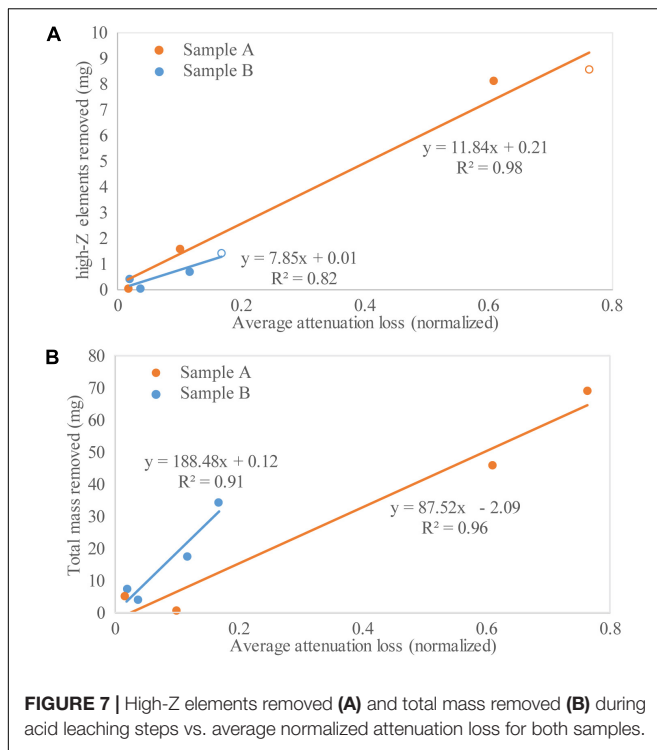 A
Sample A
Sample B
10
9
8
7
6
5
4
3
2
1
0
high-Z elements removed (mg)
y = 11.84x + 0.21
R² = 0.98
y = 7.85x + 0.01
R² = 0.82
0 0.2 0.4 0.6 0.8
Average attenuation loss (normalized)
B
Sample A
Sample B
80
70
60
50
40
30
20
10
0
Total mass removed (mg)
y = 188.48x + 0.12
R² = 0.91
y = 87.52x - 2.09
R² = 0.96
0 0.2 0.4 0.6 0.8
Average attenuation loss (normalized)
FIGURE 7 | High-Z elements removed (A) and total mass removed (B) during
acid leaching steps vs. average normalized attenuation loss for both samples.